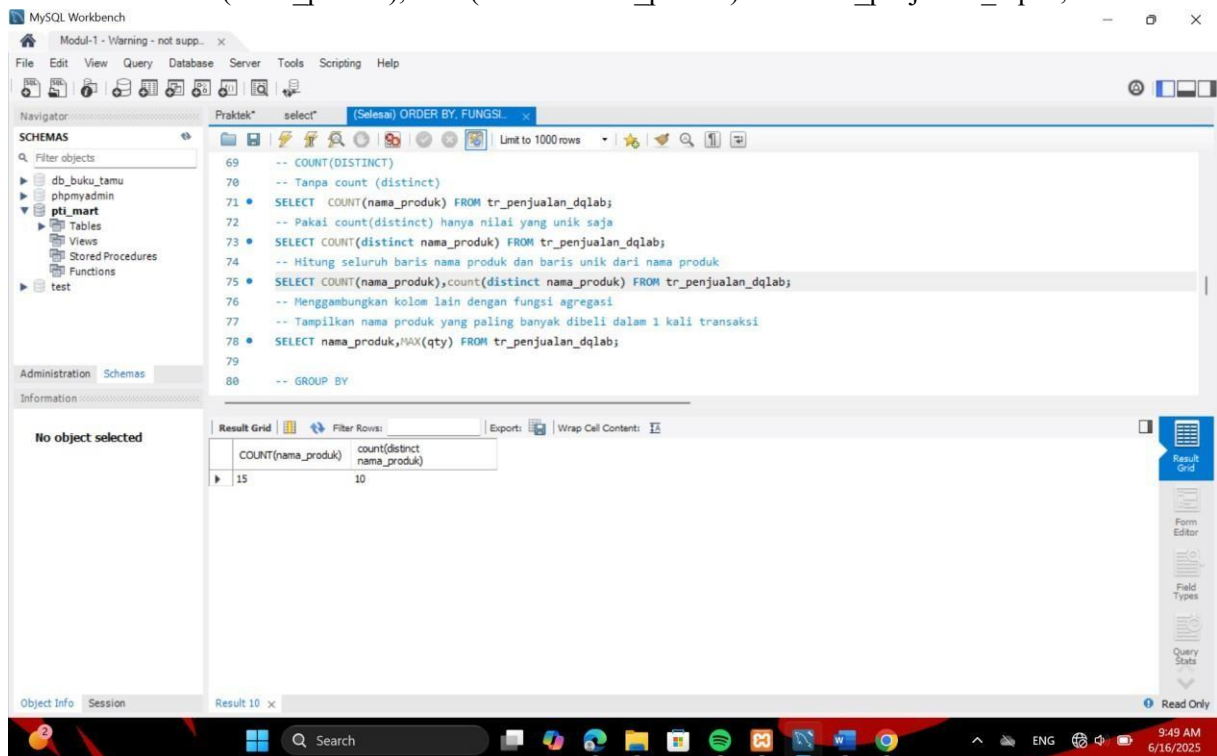 MySQL Workbench
Modul-1 - Warning - not supp..
File Edit View Query Database Server Tools Scripting Help
Navigator
Praktek*
select*
(Selesai) ORDER BY, FUNGSI...
SCHEMAS
Limit to 1000 rows
Filter objects
db_buku_tamu
phpmyadmin
pti_mart
Tables
Views
Stored Procedures
Functions
test
69 -- COUNT(DISTINCT)
70 -- Tanpa count (distinct)
71 SELECT COUNT(nama_produk) FROM tr_penjualan_dqlab;
72 -- Pakai count(distinct) hanya nilai yang unik saja
73 SELECT COUNT(distinct nama_produk) FROM tr_penjualan_dqlab;
74 -- Hitung seluruh baris nama produk dan baris unik dari nama produk
75 SELECT COUNT(nama_produk),count(distinct nama_produk) FROM tr_penjualan_dqlab;
76 -- Menggambungkan kolom lain dengan fungsi agregasi
77 -- Tampilkan nama produk yang paling banyak dibeli dalam 1 kali transaksi
78 SELECT nama_produk,MAX(qty) FROM tr_penjualan_dqlab;
79
80 -- GROUP BY
Administration Schemas
Information
No object selected
Result Grid
Filter Rows:
Export:
Wrap Cell Content:
COUNT(nama_produk)
count(distinct
nama_produk)
15 10
Result
Grid
Form
Editor
Field
Types
Query
Stats
Object Info Session
Result 10
Read Only
2
Search
ENG
9:49 AM
6/16/2025